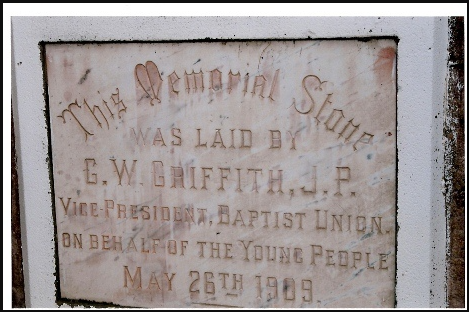 This Memorial Stone
WAS LAID BY
G. W. GRIFFITH, J. P.
VICE-PRESIDENT, BAPTIST UNION.
ON BEHALF OF THE YOUNG PEOPLE
MAY 26TH 1909.